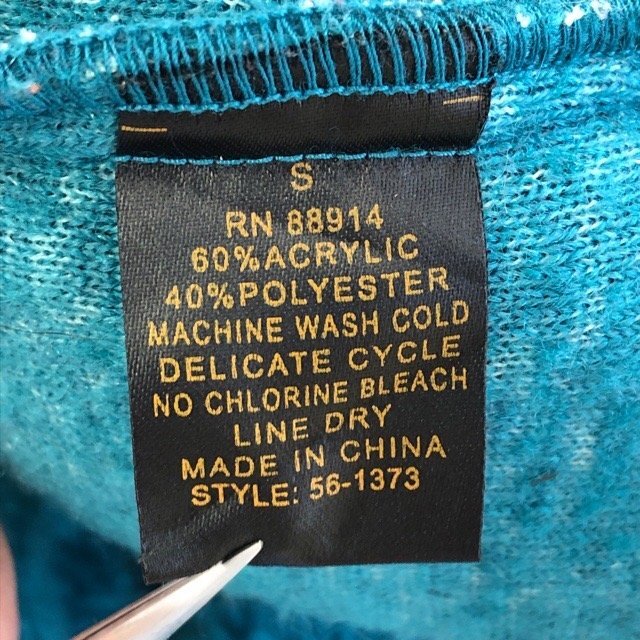 S
RN 88914
60%ACRYLIC
40%POLYESTER
MACHINE WASH COLD
DELICATE CYCLE
NO CHLORINE BLEACH
LINE DRY
MADE IN CHINA
STYLE: 56-1373